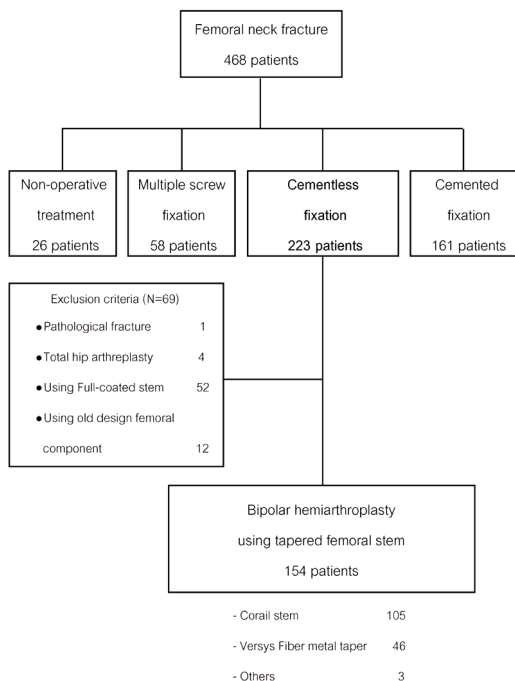 Femoral neck fracture
468 patients
Non-operative
treatment
26 patients
Multiple screw
fixation
58 patients
Cementless
fixation
223 patients
Cemented
fixation
161 patients
Exclusion criteria (N=69)
●Pathological fracture 1
●Total hip arthreplasty 4
●Using Full-coated stem 52
●Using old design femoral
component 12
Bipolar hemiarthroplasty
using tapered femoral stem
154 patients
- Corail stem 105
- Versys Fiber metal taper 46
- Others 3